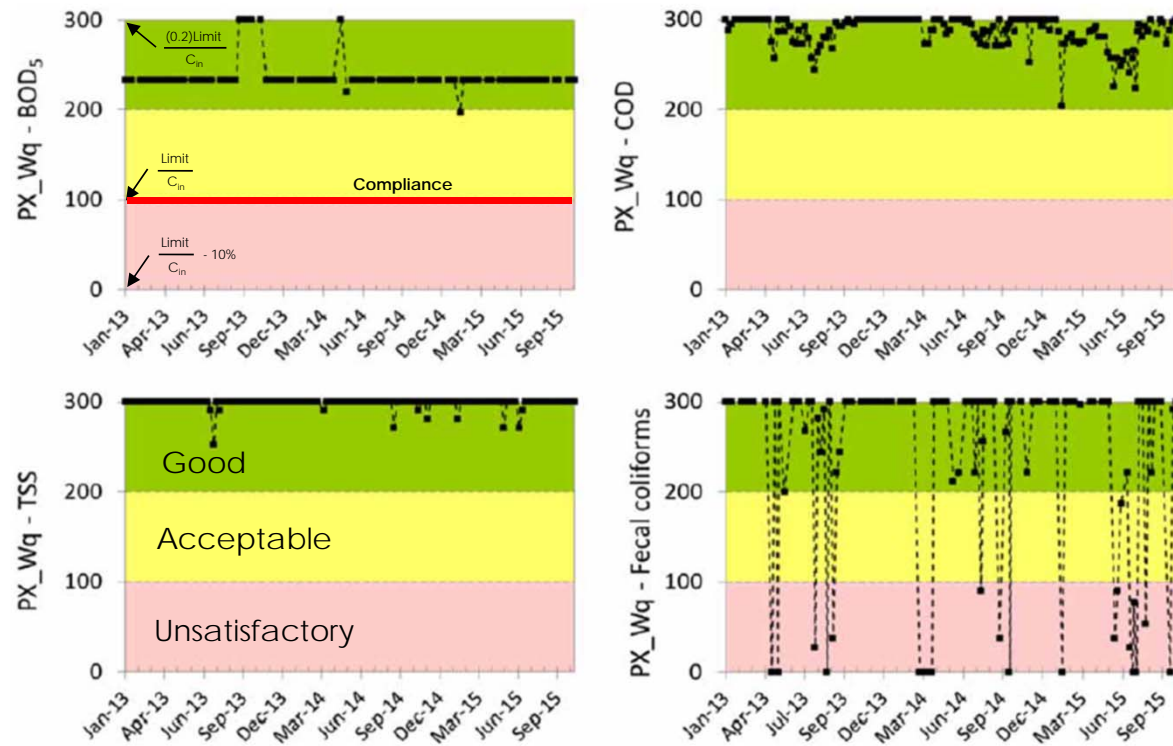 PX_Wq - BOD5
300
200
100
0
(0.2)Limit
Cin
Limit
Cin
Compliance
Limit
Cin
- 10%
Jan-13 Apr-13 Jun-13 Sep-13 Dec-13 Mar-14 Jun-14 Sep-14 Dec-14 Mar-15 Jun-15 Sep-15
PX_Wq - COD
300
200
100
0
Jan-13 Apr-13 Jun-13 Sep-13 Dec-13 Mar-14 Jun-14 Sep-14 Dec-14 Mar-15 Jun-15 Sep-15
PX_Wq - TSS
300
200
100
0
Good
Acceptable
Unsatisfactory
Jan-13 Apr-13 Jun-13 Sep-13 Dec-13 Mar-14 Jun-14 Sep-14 Dec-14 Mar-15 Jun-15 Sep-15
PX_Wq - Fecal coliforms
300
200
100
0
Jan-13 Apr-13 Jul-13 Sep-13 Dec-13 Mar-14 Jun-14 Sep-14 Dec-14 Mar-15 Jun-15 Sep-15